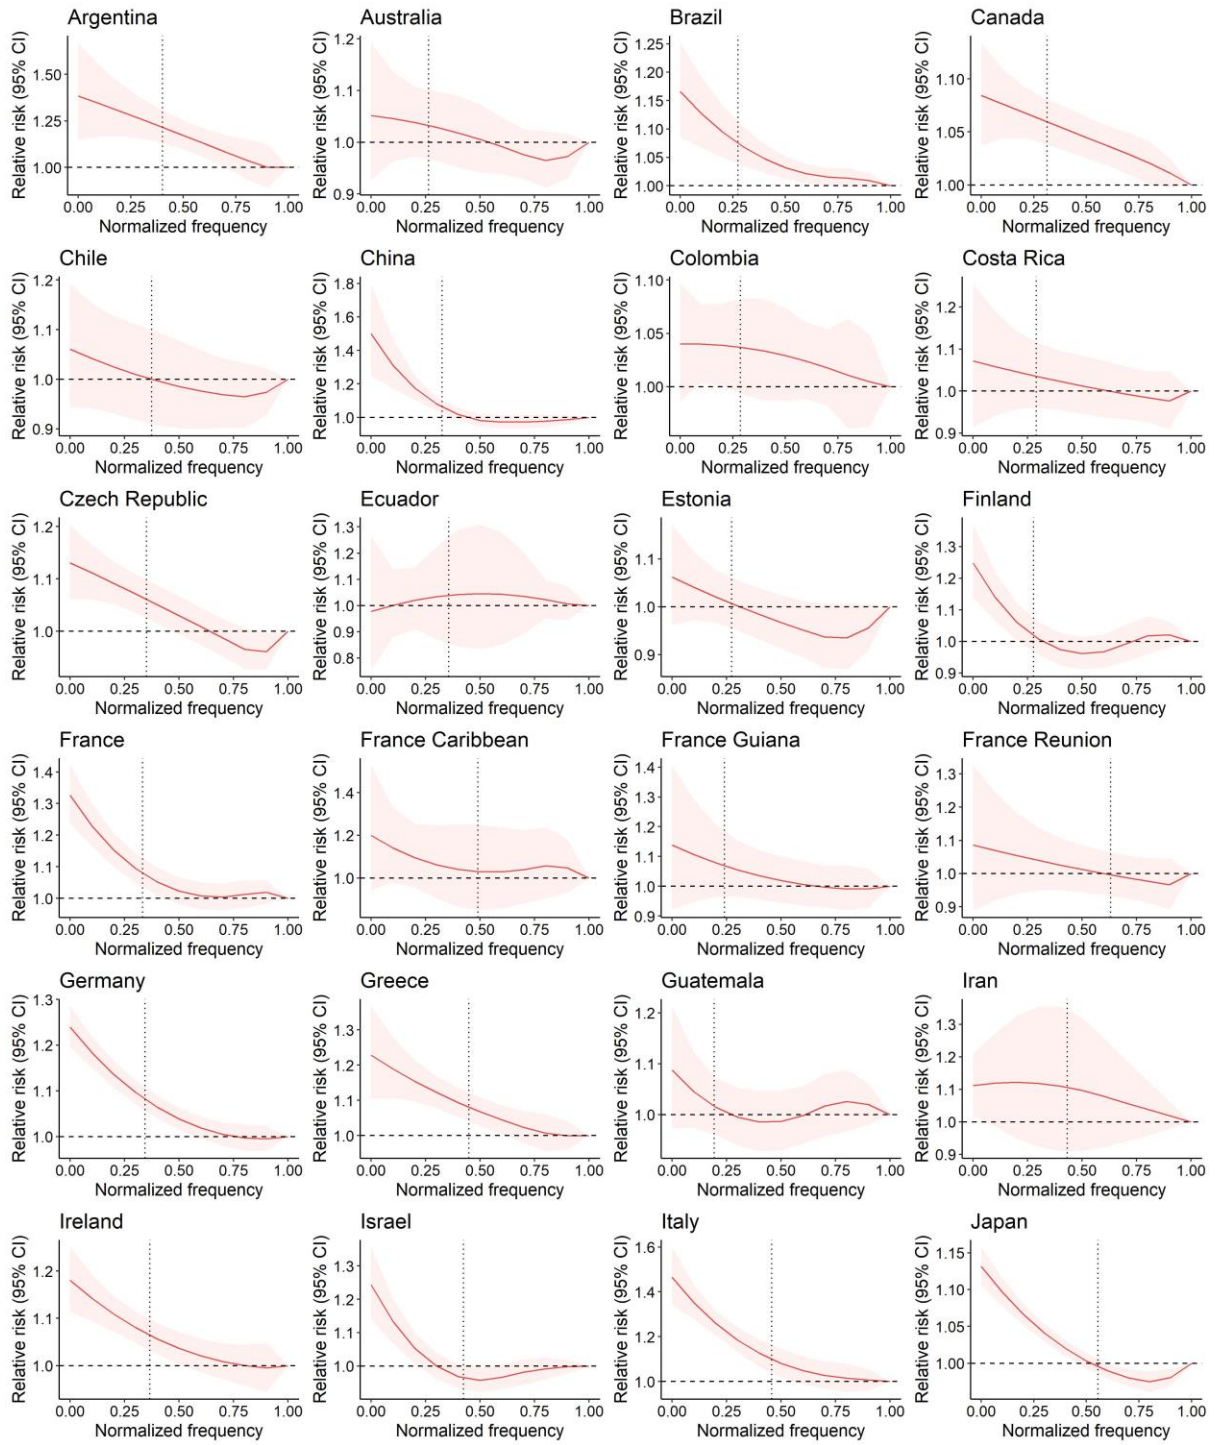 Argentina
Relative risk (95% CI)
1.50
1.25
1.00
0.00 0.25 0.50 0.75 1.00
Normalized frequency
Australia
Relative risk (95% CI)
1.2
1.1
1.0
0.9
0.00 0.25 0.50 0.75 1.00
Normalized frequency
Brazil
Relative risk (95% CI)
1.25
1.20
1.15
1.10
1.05
1.00
0.00 0.25 0.50 0.75 1.00
Normalized frequency
Canada
Relative risk (95% CI)
1.10
1.05
1.00
0.00 0.25 0.50 0.75 1.00
Normalized frequency
Chile
Relative risk (95% CI)
1.2
1.1
1.0
0.9
0.00 0.25 0.50 0.75 1.00
Normalized frequency
China
Relative risk (95% CI)
1.8
1.6
1.4
1.2
1.0
0.00 0.25 0.50 0.75 1.00
Normalized frequency
Colombia
Relative risk (95% CI)
1.10
1.05
1.00
0.00 0.25 0.50 0.75 1.00
Normalized frequency
Costa Rica
Relative risk (95% CI)
1.2
1.1
1.0
0.9
0.00 0.25 0.50 0.75 1.00
Normalized frequency
Czech Republic
Relative risk (95% CI)
1.2
1.1
1.0
0.00 0.25 0.50 0.75 1.00
Normalized frequency
Ecuador
Relative risk (95% CI)
1.3
1.2
1.1
1.0
0.9
0.8
0.00 0.25 0.50 0.75 1.00
Normalized frequency
Estonia
Relative risk (95% CI)
1.1
1.0
0.9
0.00 0.25 0.50 0.75 1.00
Normalized frequency
Finland
Relative risk (95% CI)
1.3
1.2
1.1
1.0
0.9
0.00 0.25 0.50 0.75 1.00
Normalized frequency
France
Relative risk (95% CI)
1.4
1.3
1.2
1.1
1.0
0.00 0.25 0.50 0.75 1.00
Normalized frequency
France Caribbean
Relative risk (95% CI)
1.4
1.2
1.0
0.00 0.25 0.50 0.75 1.00
Normalized frequency
France Guiana
Relative risk (95% CI)
1.4
1.3
1.2
1.1
1.0
0.9
0.00 0.25 0.50 0.75 1.00
Normalized frequency
France Reunion
Relative risk (95% CI)
1.3
1.2
1.1
1.0
0.9
0.00 0.25 0.50 0.75 1.00
Normalized frequency
Germany
Relative risk (95% CI)
1.3
1.2
1.1
1.0
0.00 0.25 0.50 0.75 1.00
Normalized frequency
Greece
Relative risk (95% CI)
1.3
1.2
1.1
1.0
0.00 0.25 0.50 0.75 1.00
Normalized frequency
Guatemala
Relative risk (95% CI)
1.2
1.1
1.0
0.00 0.25 0.50 0.75 1.00
Normalized frequency
Iran
Relative risk (95% CI)
1.3
1.2
1.1
1.0
0.9
0.00 0.25 0.50 0.75 1.00
Normalized frequency
Ireland
Relative risk (95% CI)
1.2
1.1
1.0
0.00 0.25 0.50 0.75 1.00
Normalized frequency
Israel
Relative risk (95% CI)
1.3
1.2
1.1
1.0
0.00 0.25 0.50 0.75 1.00
Normalized frequency
Italy
Relative risk (95% CI)
1.6
1.4
1.2
1.0
0.00 0.25 0.50 0.75 1.00
Normalized frequency
Japan
Relative risk (95% CI)
1.15
1.10
1.05
1.00
0.00 0.25 0.50 0.75 1.00
Normalized frequency